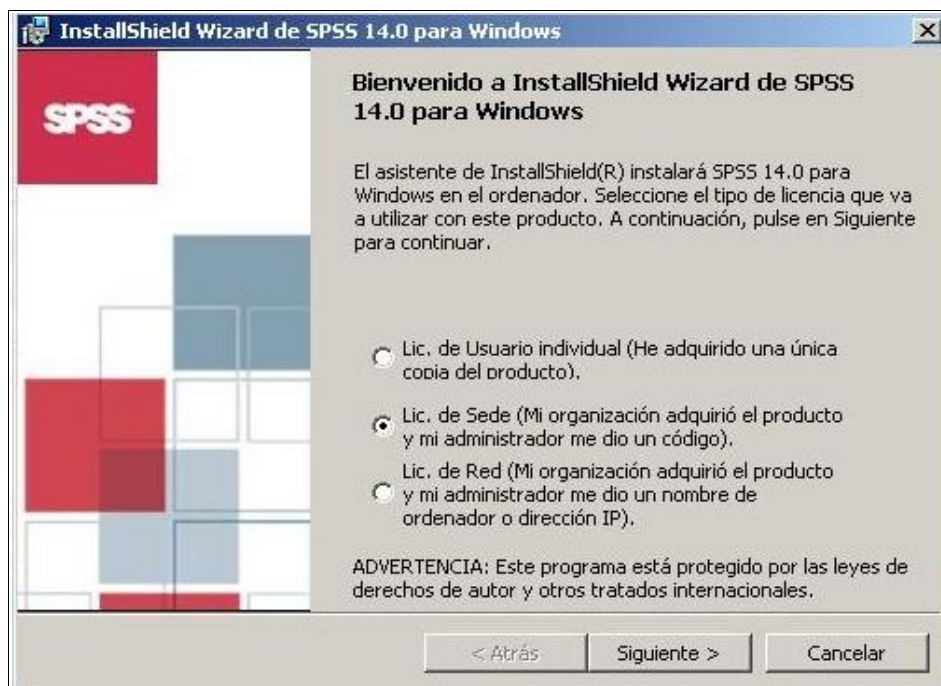 InstallShield Wizard de SPSS 14.0 para Windows
SPSS
Bienvenido a InstallShield Wizard de SPSS
14.0 para Windows
El asistente de InstallShield(R) instalará SPSS 14.0 para
Windows en el ordenador. Seleccione el tipo de licencia que va
a utilizar con este producto. A continuación, pulse en Siguiente
para continuar.
Lic. de Usuario individual (He adquirido una única
copia del producto).
Lic. de Sede (Mi organización adquirió el producto
y mi administrador me dio un código).
Lic. de Red (Mi organización adquirió el producto
y mi administrador me dio un nombre de
ordenador o dirección IP).
ADVERTENCIA: Este programa está protegido por las leyes de
derechos de autor y otros tratados internacionales.
< Atrás Siguiente > Cancelar